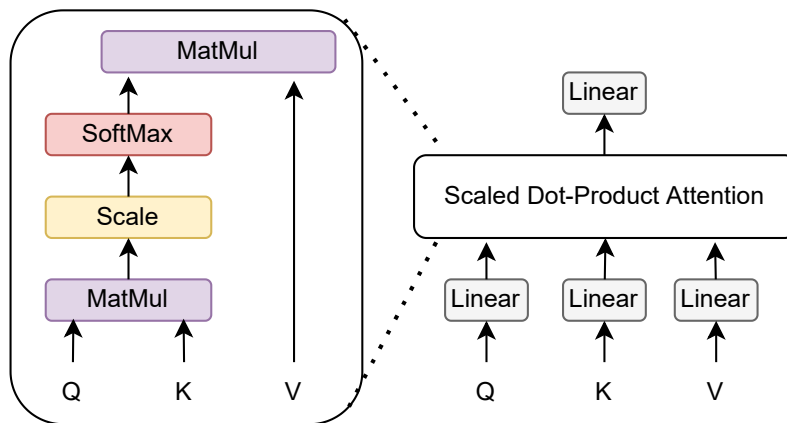 MatMul
SoftMax
Scale
MatMul
Q K V
Linear
Scaled Dot-Product Attention
Linear Linear Linear
Q K V